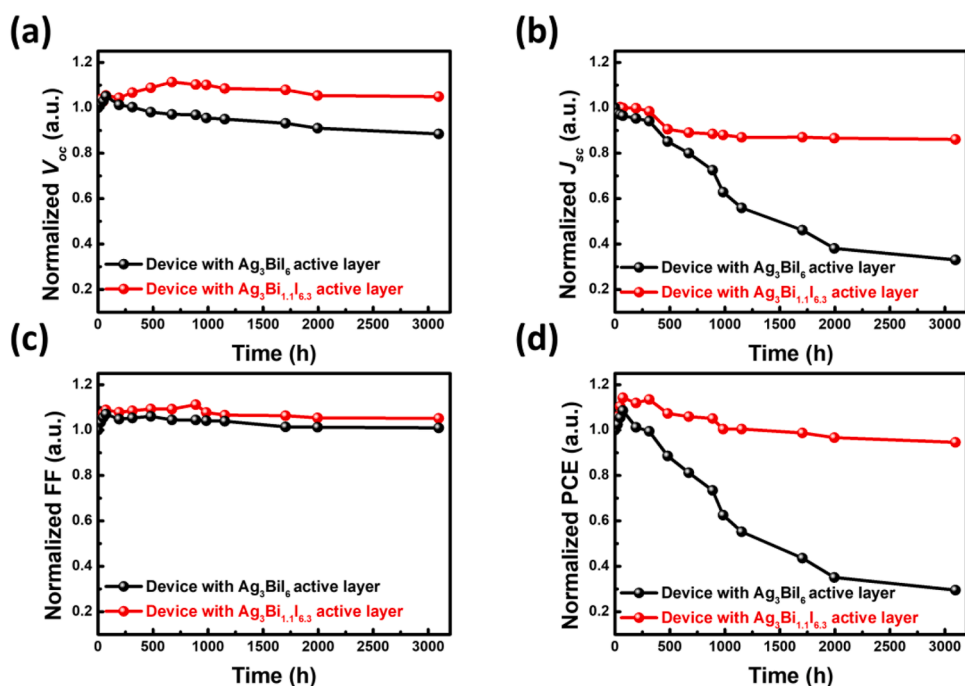 (a)
1.2
1.0
0.8
0.6
0.4
0.2
Normalized Voc (a.u.)
Device with Ag3BiI6 active layer
Device with Ag3Bi1.1I6.3 active layer
0 500 1000 1500 2000 2500 3000
Time (h)
(b)
1.2
1.0
0.8
0.6
0.4
0.2
Normalized Jsc (a.u.)
Device with Ag3BiI6 active layer
Device with Ag3Bi1.1I6.3 active layer
0 500 1000 1500 2000 2500 3000
Time (h)
(c)
1.2
1.0
0.8
0.6
0.4
0.2
Normalized FF (a.u.)
Device with Ag3BiI6 active layer
Device with Ag3Bi1.1I6.3 active layer
0 500 1000 1500 2000 2500 3000
Time (h)
(d)
1.2
1.0
0.8
0.6
0.4
0.2
Normalized PCE (a.u.)
Device with Ag3BiI6 active layer
Device with Ag3Bi1.1I6.3 active layer
0 500 1000 1500 2000 2500 3000
Time (h)